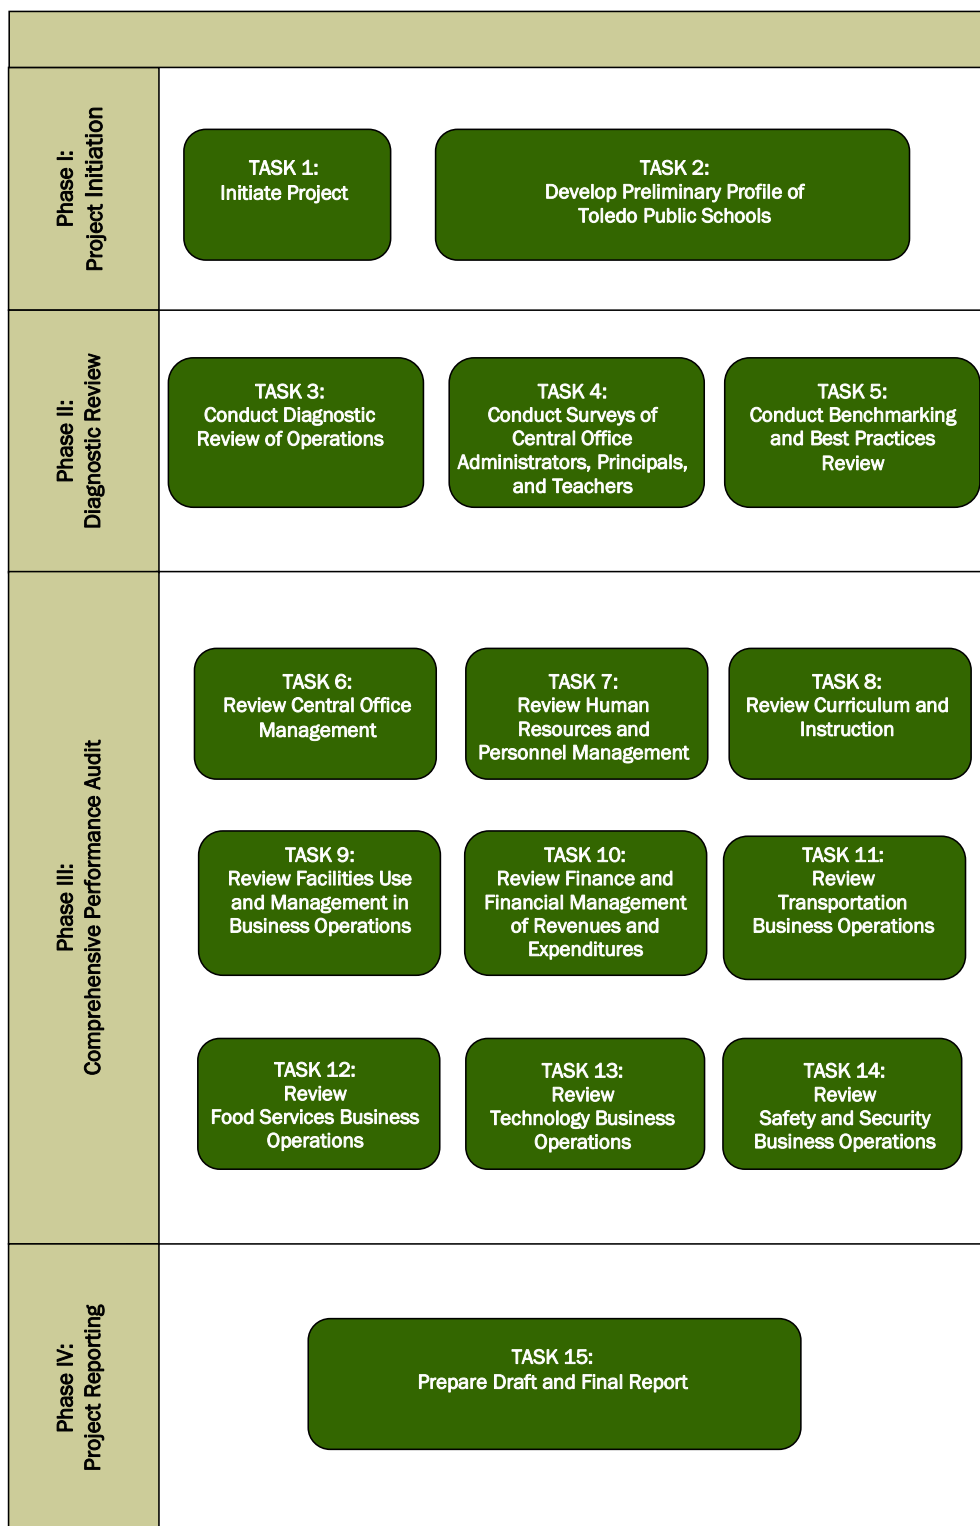 Phase I:
Project Initiation
TASK 1:
Initiate Project
TASK 2:
Develop Preliminary Profile of
Toledo Public Schools
Phase II:
Diagnostic Review
TASK 3:
Conduct Diagnostic
Review of Operations
TASK 4:
Conduct Surveys of
Central Office
Administrators, Principals,
and Teachers
TASK 5:
Conduct Benchmarking
and Best Practices
Review
Phase III:
Comprehensive Performance Audit
TASK 6:
Review Central Office
Management
TASK 7:
Review Human
Resources and
Personnel Management
TASK 8:
Review Curriculum and
Instruction
TASK 9:
Review Facilities Use
and Management in
Business Operations
TASK 10:
Review Finance and
Financial Management
of Revenues and
Expenditures
TASK 11:
Review
Transportation
Business Operations
TASK 12:
Review
Food Services Business
Operations
TASK 13:
Review
Technology Business
Operations
TASK 14:
Review
Safety and Security
Business Operations
Phase IV:
Project Reporting
TASK 15:
Prepare Draft and Final Report